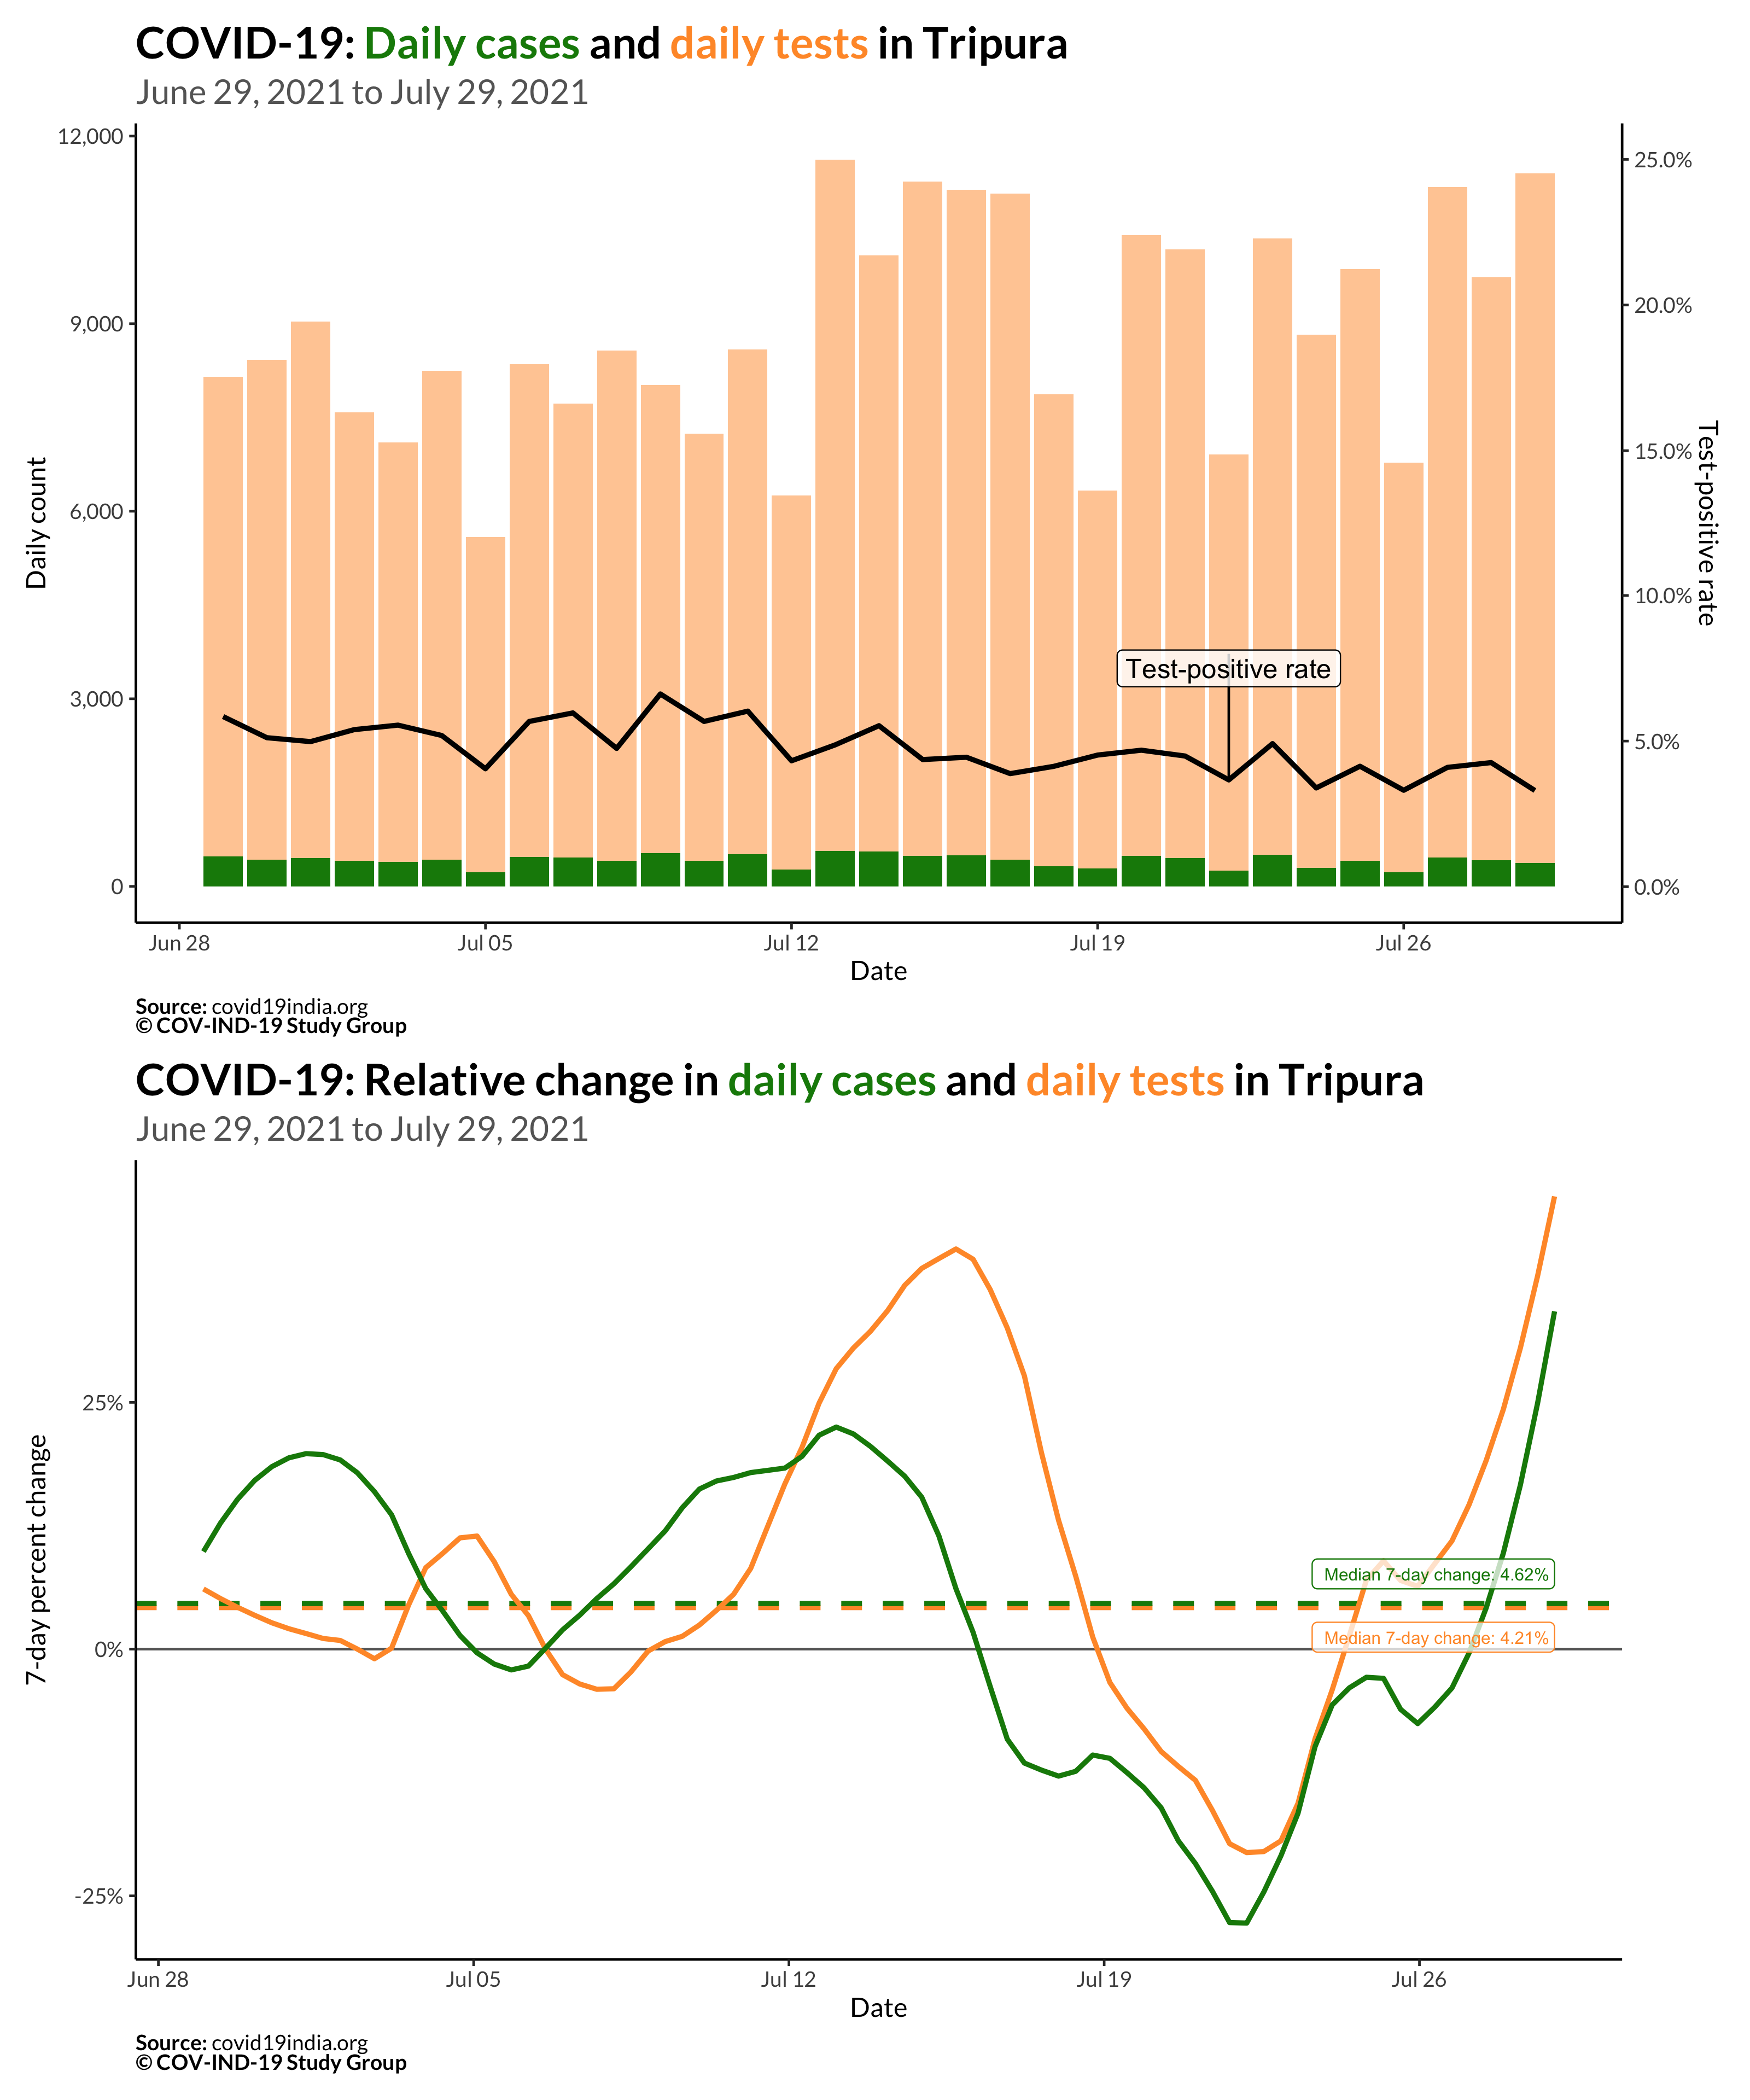 COVID-19: Daily cases and daily tests in Tripura
June 29, 2021 to July 29, 2021
12,000
9,000
6,000
3,000
0
Daily count
25.0%
20.0%
15.0%
10.0%
5.0%
0.0%
Test-positive rate
Test-positive rate
Jun 28
Jul 05
Jul 12
Jul 19
Jul 26
Date
Source: covid19india.org
© COV-IND-19 Study Group
COVID-19: Relative change in daily cases and daily tests in Tripura
June 29, 2021 to July 29, 2021
25%
0%
-25%
7-day percent change
Median 7-day change: 4.62%
Median 7-day change: 4.21%
Jun 28
Jul 05
Jul 12
Jul 19
Jul 26
Date
Source: covid19india.org
© COV-IND-19 Study Group